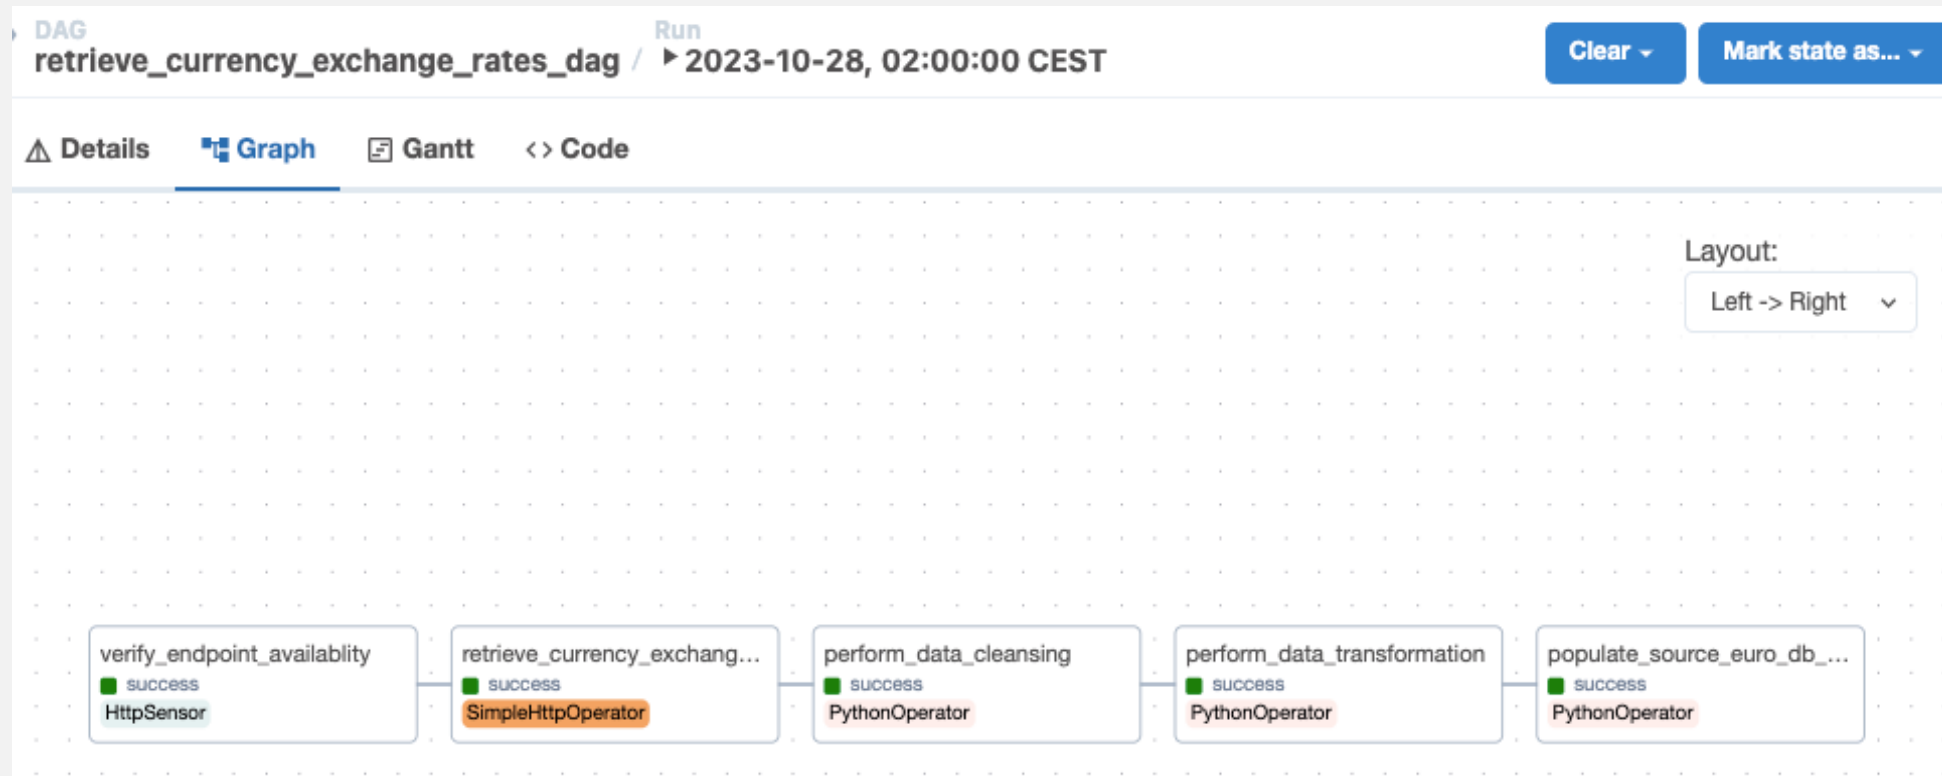 DAG
Run
retrieve_currency_exchange_rates_dag / 2023-10-28, 02:00:00 CEST
Clear
Mark state as...
Details
Graph
Gantt
Code
Layout:
Left -> Right
verify_endpoint_availablity
success
HttpSensor
retrieve_currency_exchang...
success
SimpleHttpOperator
perform_data_cleansing
success
PythonOperator
perform_data_transformation
success
PythonOperator
populate_source_euro_db_...
success
PythonOperator